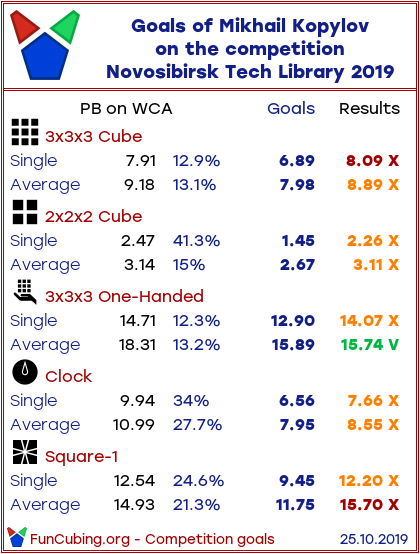 Goals of Mikhail Kopylov
on the competition
Novosibirsk Tech Library 2019
PB on WCA Goals Results
3x3x3 Cube
Single 7.91 12.9% 6.89 8.09 X
Average 9.18 13.1% 7.98 8.89 X
2x2x2 Cube
Single 2.47 41.3% 1.45 2.26 X
Average 3.14 15% 2.67 3.11 X
3x3x3 One-Handed
Single 14.71 12.3% 12.90 14.07 X
Average 18.31 13.2% 15.89 15.74 V
Clock
Single 9.94 34% 6.56 7.66 X
Average 10.99 27.7% 7.95 8.55 X
Square-1
Single 12.54 24.6% 9.45 12.20 X
Average 14.93 21.3% 11.75 15.70 X
FunCubing.org - Competition goals 25.10.2019